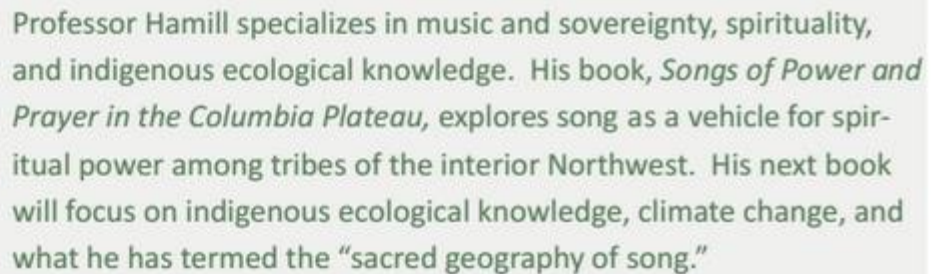 Professor Hamill specializes in music and sovereignty, spirituality,
and indigenous ecological knowledge.  His book, Songs of Power and
Prayer in the Columbia Plateau, explores song as a vehicle for spir-
itual power among tribes of the interior Northwest.  His next book
will focus on indigenous ecological knowledge, climate change, and
what he has termed the “sacred geography of song.”